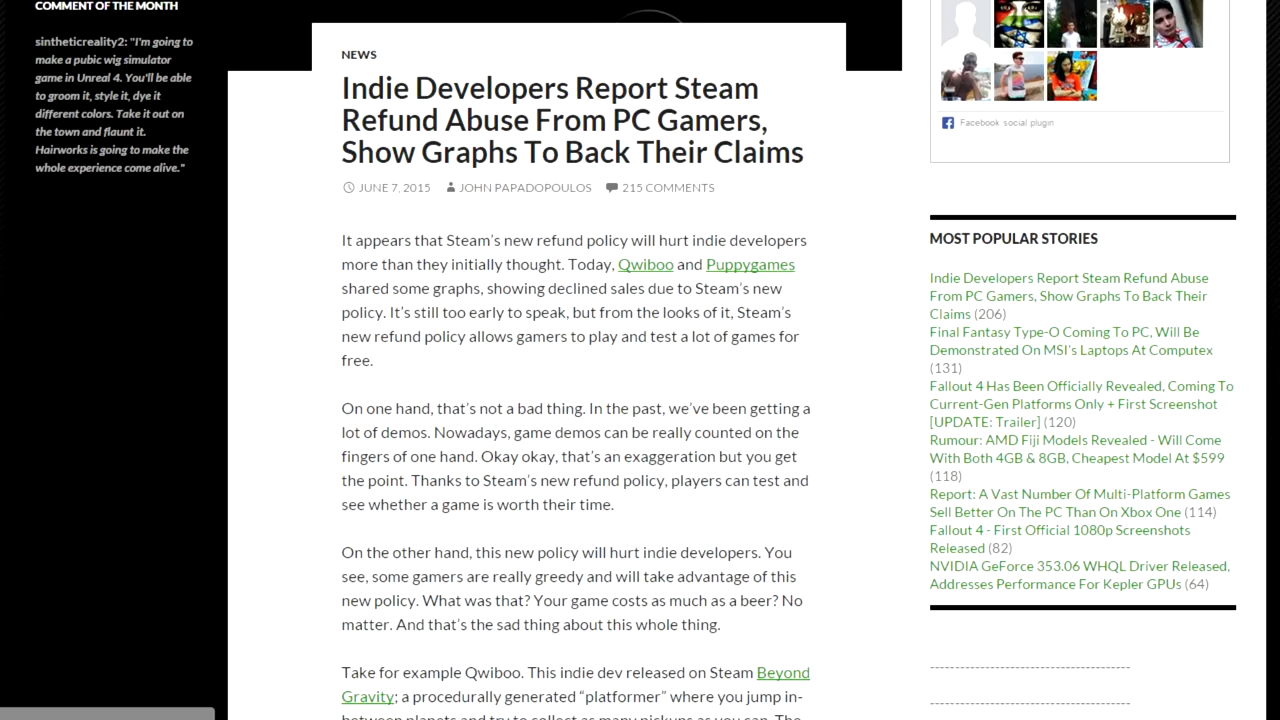 COMMENT OF THE MONTH
sintheticreality2: "I'm going to
make a pubic wig simulator
game in Unreal 4. You'll be able
to groom it, style it, dye it
different colors. Take it out on
the town and flaunt it.
Hairworks is going to make the
whole experience come alive."
NEWS
Indie Developers Report Steam
Refund Abuse From PC Gamers,
Show Graphs To Back Their Claims
JUNE 7, 2015 JOHN PAPADOPOULOS 215 COMMENTS
It appears that Steam's new refund policy will hurt indie developers
more than they initially thought. Today, Qwiboo and Puppygames
shared some graphs, showing declined sales due to Steam's new
policy. It's still too early to speak, but from the looks of it, Steam's
new refund policy allows gamers to play and test a lot of games for
free.
On one hand, that's not a bad thing. In the past, we've been getting a
lot of demos. Nowadays, game demos can be really counted on the
fingers of one hand. Okay okay, that's an exaggeration but you get
the point. Thanks to Steam's new refund policy, players can test and
see whether a game is worth their time.
On the other hand, this new policy will hurt indie developers. You
see, some gamers are really greedy and will take advantage of this
new policy. What was that? Your game costs as much as a beer? No
matter. And that's the sad thing about this whole thing.
Take for example Qwiboo. This indie dev released on Steam Beyond
Gravity; a procedurally generated “platformer” where you jump in-
between planets and try to collect as many pickups as you can. The
Facebook social plugin
MOST POPULAR STORIES
Indie Developers Report Steam Refund Abuse
From PC Gamers, Show Graphs To Back Their
Claims (206)
Final Fantasy Type-O Coming To PC, Will Be
Demonstrated On MSI's Laptops At Computex
(131)
Fallout 4 Has Been Officially Revealed, Coming To
Current-Gen Platforms Only + First Screenshot
[UPDATE: Trailer] (120)
Rumour: AMD Fiji Models Revealed - Will Come
With Both 4GB & 8GB, Cheapest Model At $599
(118)
Report: A Vast Number Of Multi-Platform Games
Sell Better On The PC Than On Xbox One (114)
Fallout 4 - First Official 1080p Screenshots
Released (82)
NVIDIA GeForce 353.06 WHQL Driver Released,
Addresses Performance For Kepler GPUs (64)
----------------------------------------
----------------------------------------